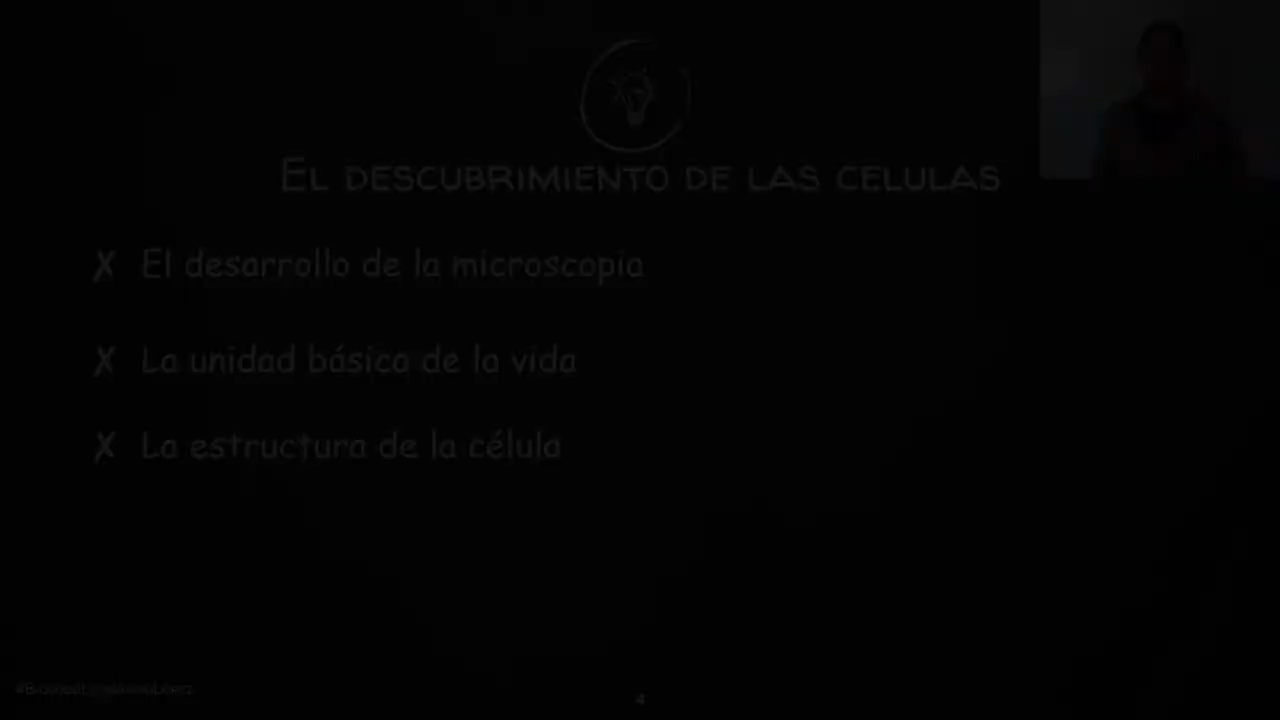 EL DESCUBRIMIENTO DE LAS CELULAS
X El desarrollo de la microscopia
X La unidad básica de la vida
X La estructura de la célula
4